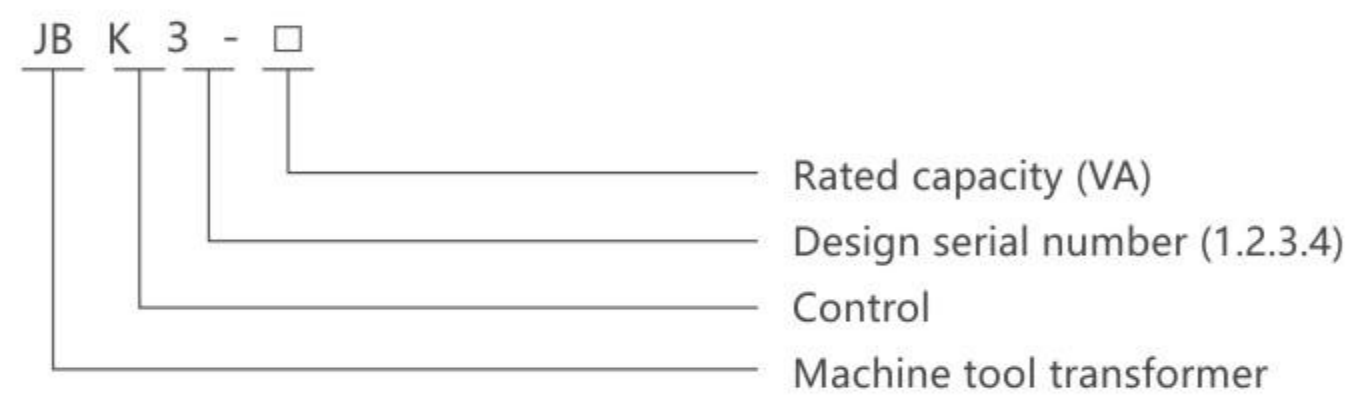 JB K 3 - □
Rated capacity (VA)
Design serial number (1.2.3.4)
Control
Machine tool transformer